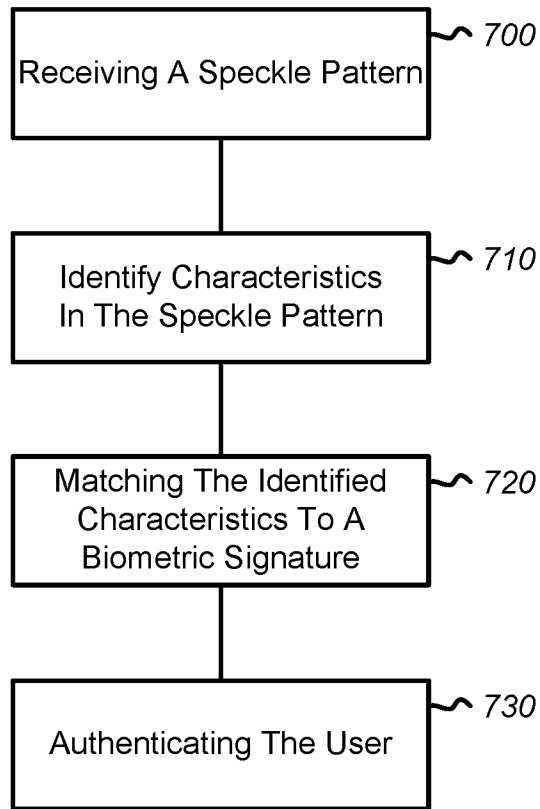 700
Receiving A Speckle Pattern
710
Identify Characteristics
In The Speckle Pattern
720
Matching The Identified
Characteristics To A
Biometric Signature
730
Authenticating The User